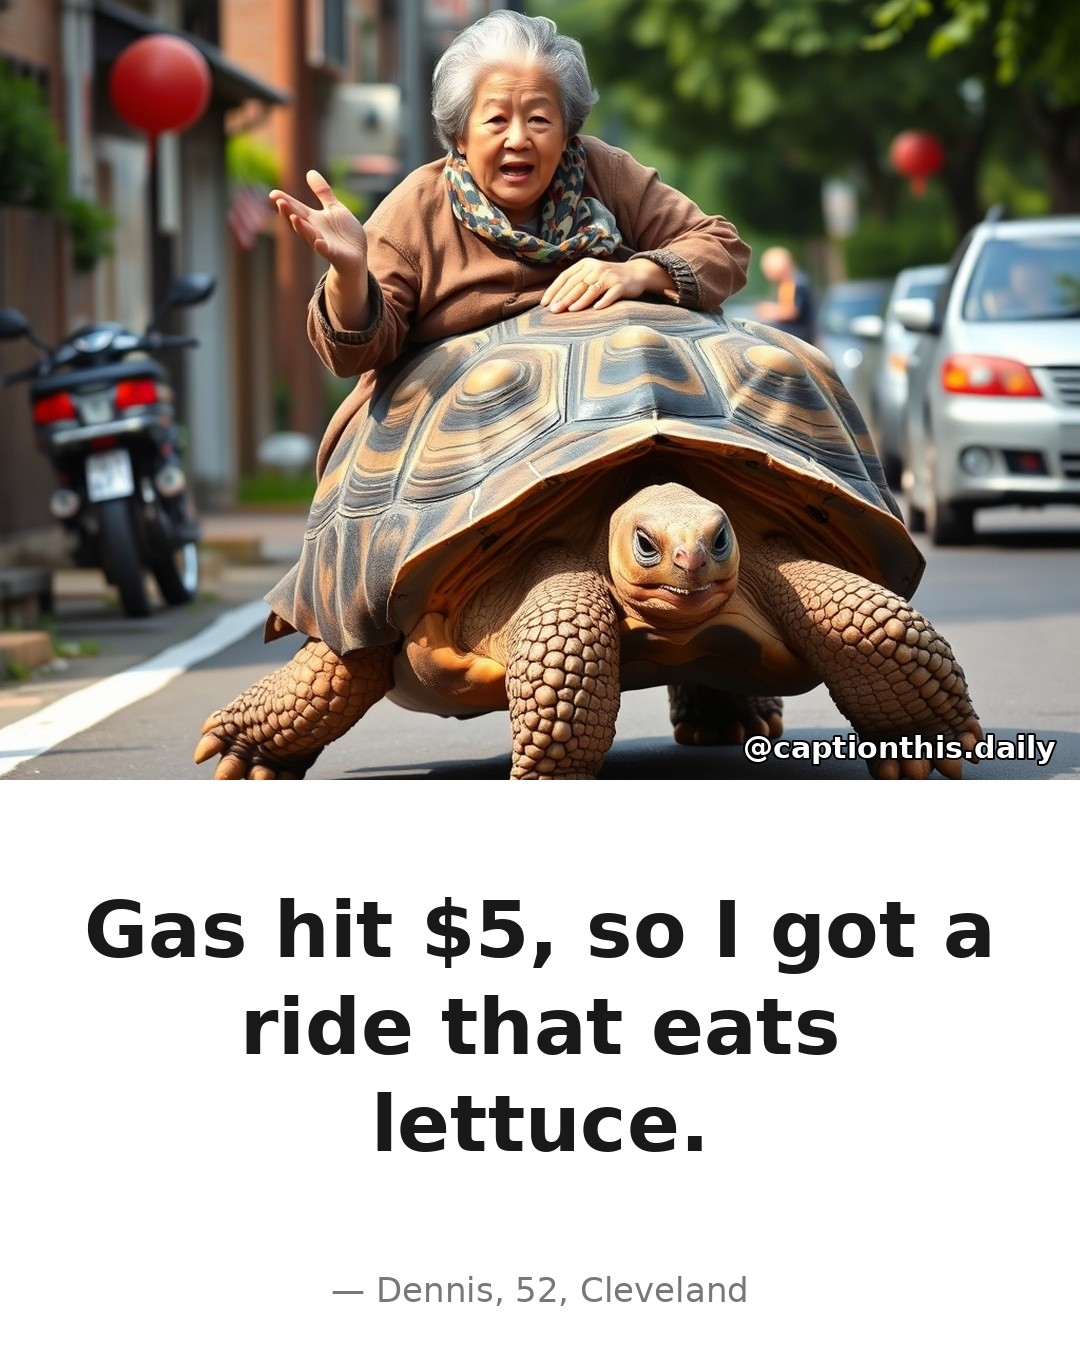 @captionthis.daily
Gas hit $5, so I got a
ride that eats
lettuce.
— Dennis, 52, Cleveland